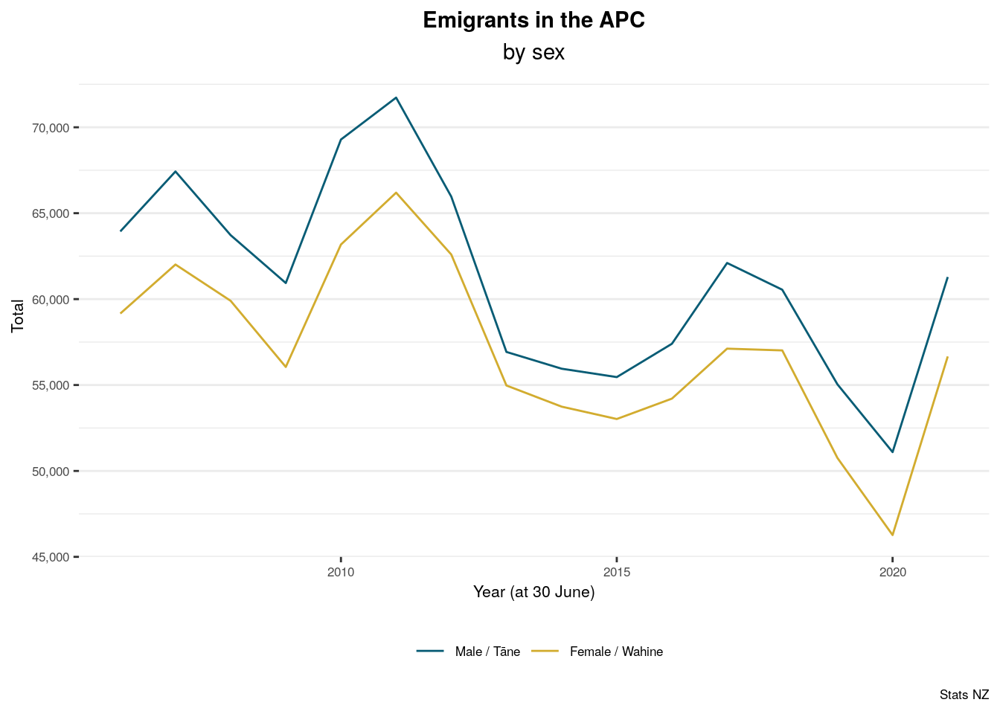 Emigrants in the APC
by sex
70,000
65,000
60,000
55,000
50,000
45,000
Total
2010 2015 2020
Year (at 30 June)
Male / Tāne Female / Wahine
Stats NZ